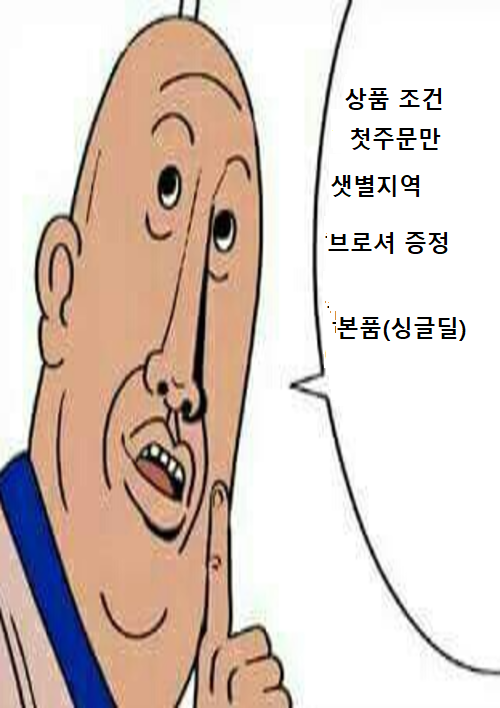 상품 조건
첫주문만
샛별지역
브로셔 증정
본품(싱글딜)